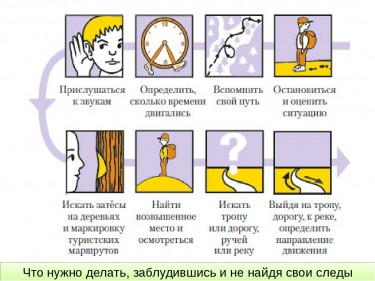 Прислушаться
к звукам
Определить,
сколько времени
двигались
Вспомнить
свой путь
Остановиться
и оценить
ситуацию
?
Искать затёсы
на деревьях
и маркировку
туристских
маршрутов
Найти
возвышенное
место и
осмотреться
Искать
тропу
или дорогу,
ручей
или реку
Выйдя на тропу,
дорогу, к реке,
определить
направление
движения
Что нужно делать, заблудившись и не найдя свои следы